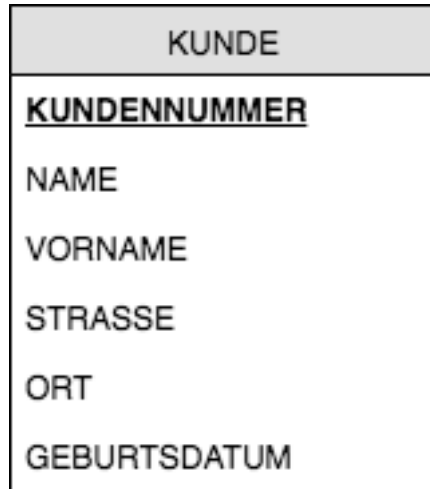 KUNDE
KUNDENNUMMER
NAME
VORNAME
STRASSE
ORT
GEBURTSDATUM